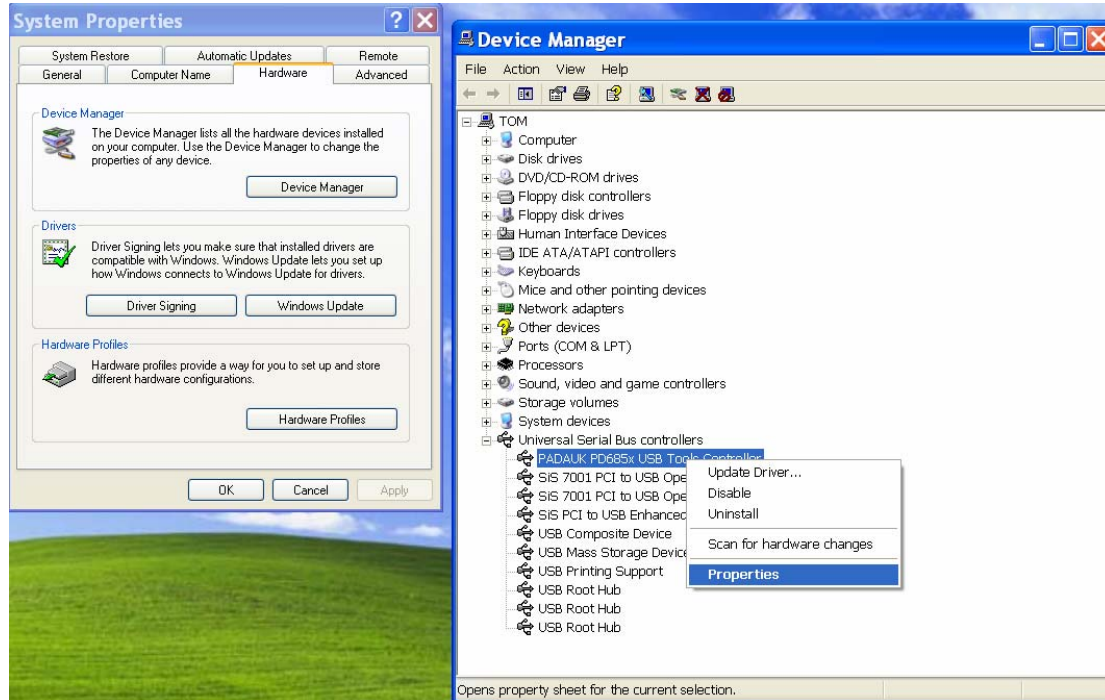 System Properties
System Restore Automatic Updates Remote
General Computer Name Hardware Advanced
Device Manager
The Device Manager lists all the hardware devices installed
on your computer. Use the Device Manager to change the
properties of any device.
Device Manager
Drivers
Driver Signing lets you make sure that installed drivers are
compatible with Windows. Windows Update lets you set up
how Windows connects to Windows Update for drivers.
Driver Signing Windows Update
Hardware Profiles
Hardware profiles provide a way for you to set up and store
different hardware configurations.
Hardware Profiles
OK Cancel Apply
Device Manager
File Action View Help
TOM
Computer
Disk drives
DVD/CD-ROM drives
Floppy disk controllers
Floppy disk drives
Human Interface Devices
IDE ATA/ATAPI controllers
Keyboards
Mice and other pointing devices
Network adapters
Other devices
Ports (COM & LPT)
Processors
Sound, video and game controllers
Storage volumes
System devices
Universal Serial Bus controllers
PADAUK PD685x USB Tools Controller
SiS 7001 PCI to USB Ope
SiS 7001 PCI to USB Ope
SiS PCI to USB Enhanced
USB Composite Device
USB Mass Storage Device
USB Printing Support
USB Root Hub
USB Root Hub
USB Root Hub
Update Driver...
Disable
Uninstall
Scan for hardware changes
Properties
Opens property sheet for the current selection.